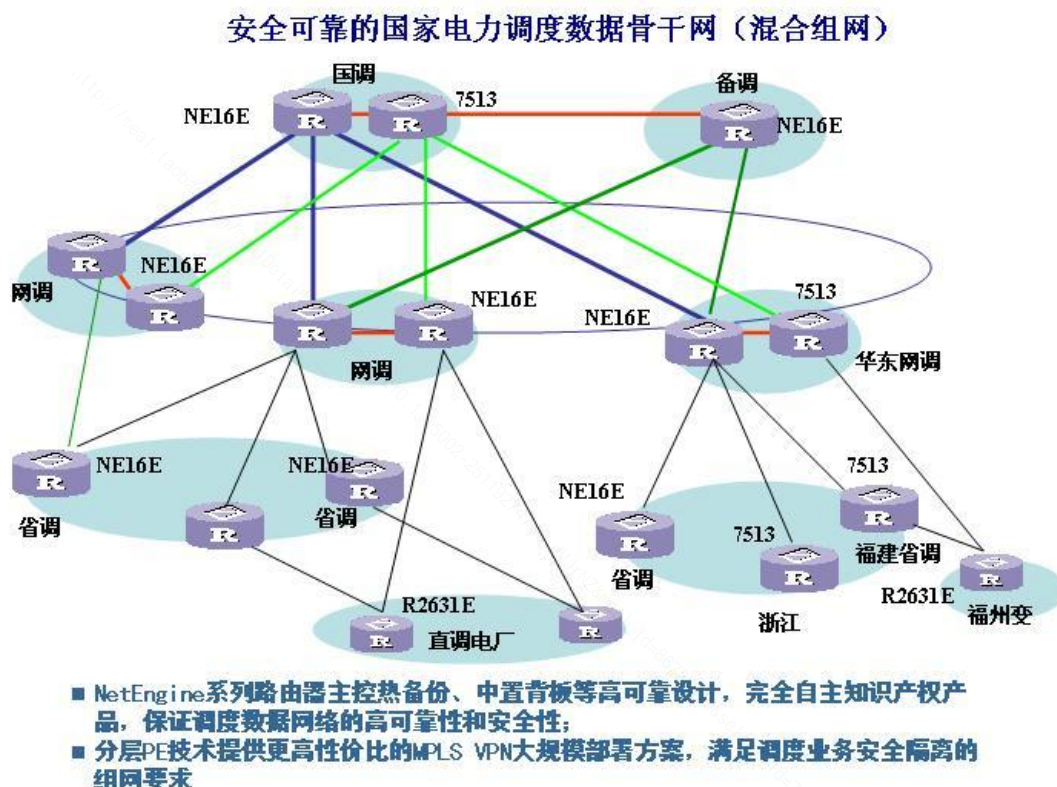 安全可靠的国家电力调度数据骨干网（混合组网）
国调
7513
备调
NE16E
R
R
R
NE16E
R
NE16E
7513
网调
R
NE16E
NE16E
R
R
R
R
网调
华东网调
NE16E
NE16E
7513
R
R
NE16E
R
省调
R
省调
7513
R
福建省调
R
省调
R
R2631E
福州变
R2631E
浙江
R
直调电厂
R
■ NetEngine系列路由器主控热备份、中置背板等高可靠设计，完全自主知识产权产
品，保证调度数据网络的高可靠性和安全性；
■ 分层PE技术提供更高性价比的MPLS VPN大规模部署方案，满足调度业务安全隔离的
组网要求